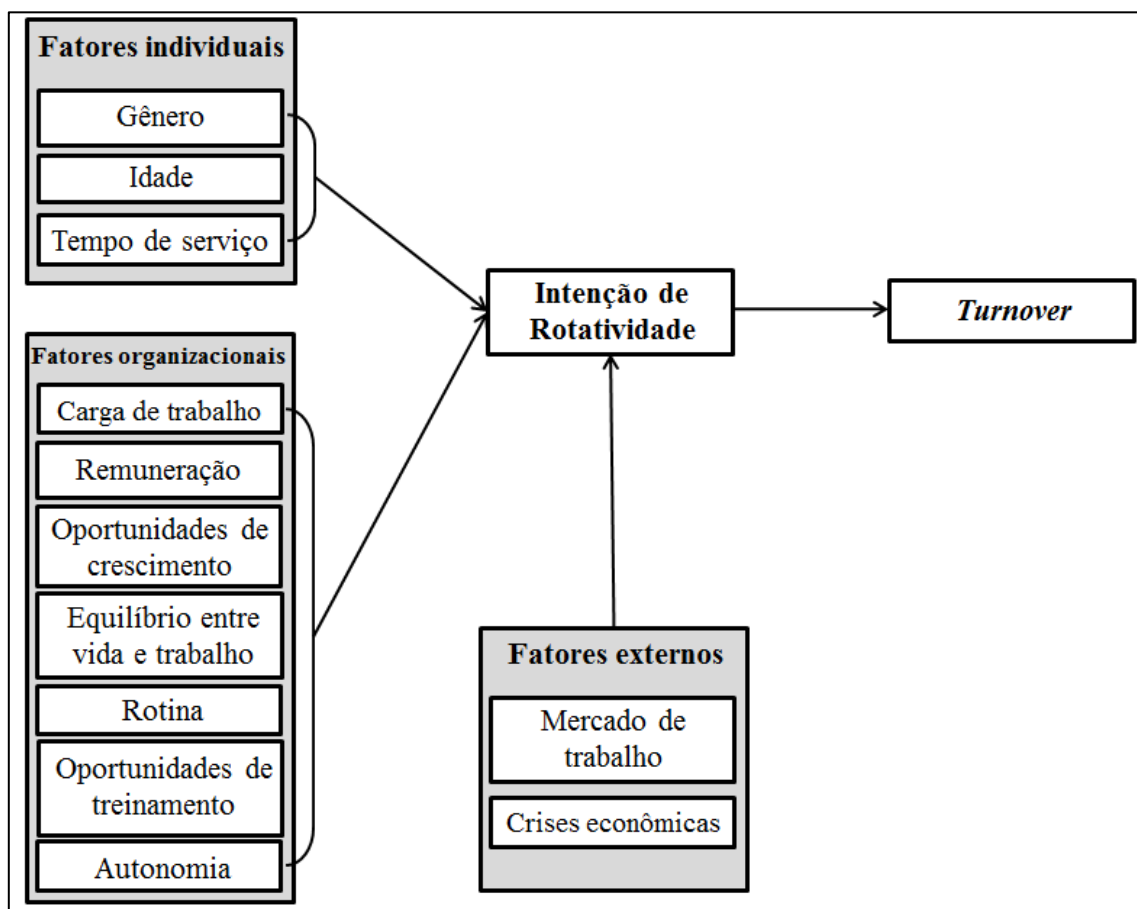 Fatores individuais
Gênero
Idade
Tempo de serviço
Fatores organizacionais
Carga de trabalho
Remuneração
Oportunidades de
crescimento
Equilíbrio entre
vida e trabalho
Rotina
Oportunidades de
treinamento
Autonomia
Intenção de
Rotatividade
Turnover
Fatores externos
Mercado de
trabalho
Crises econômicas